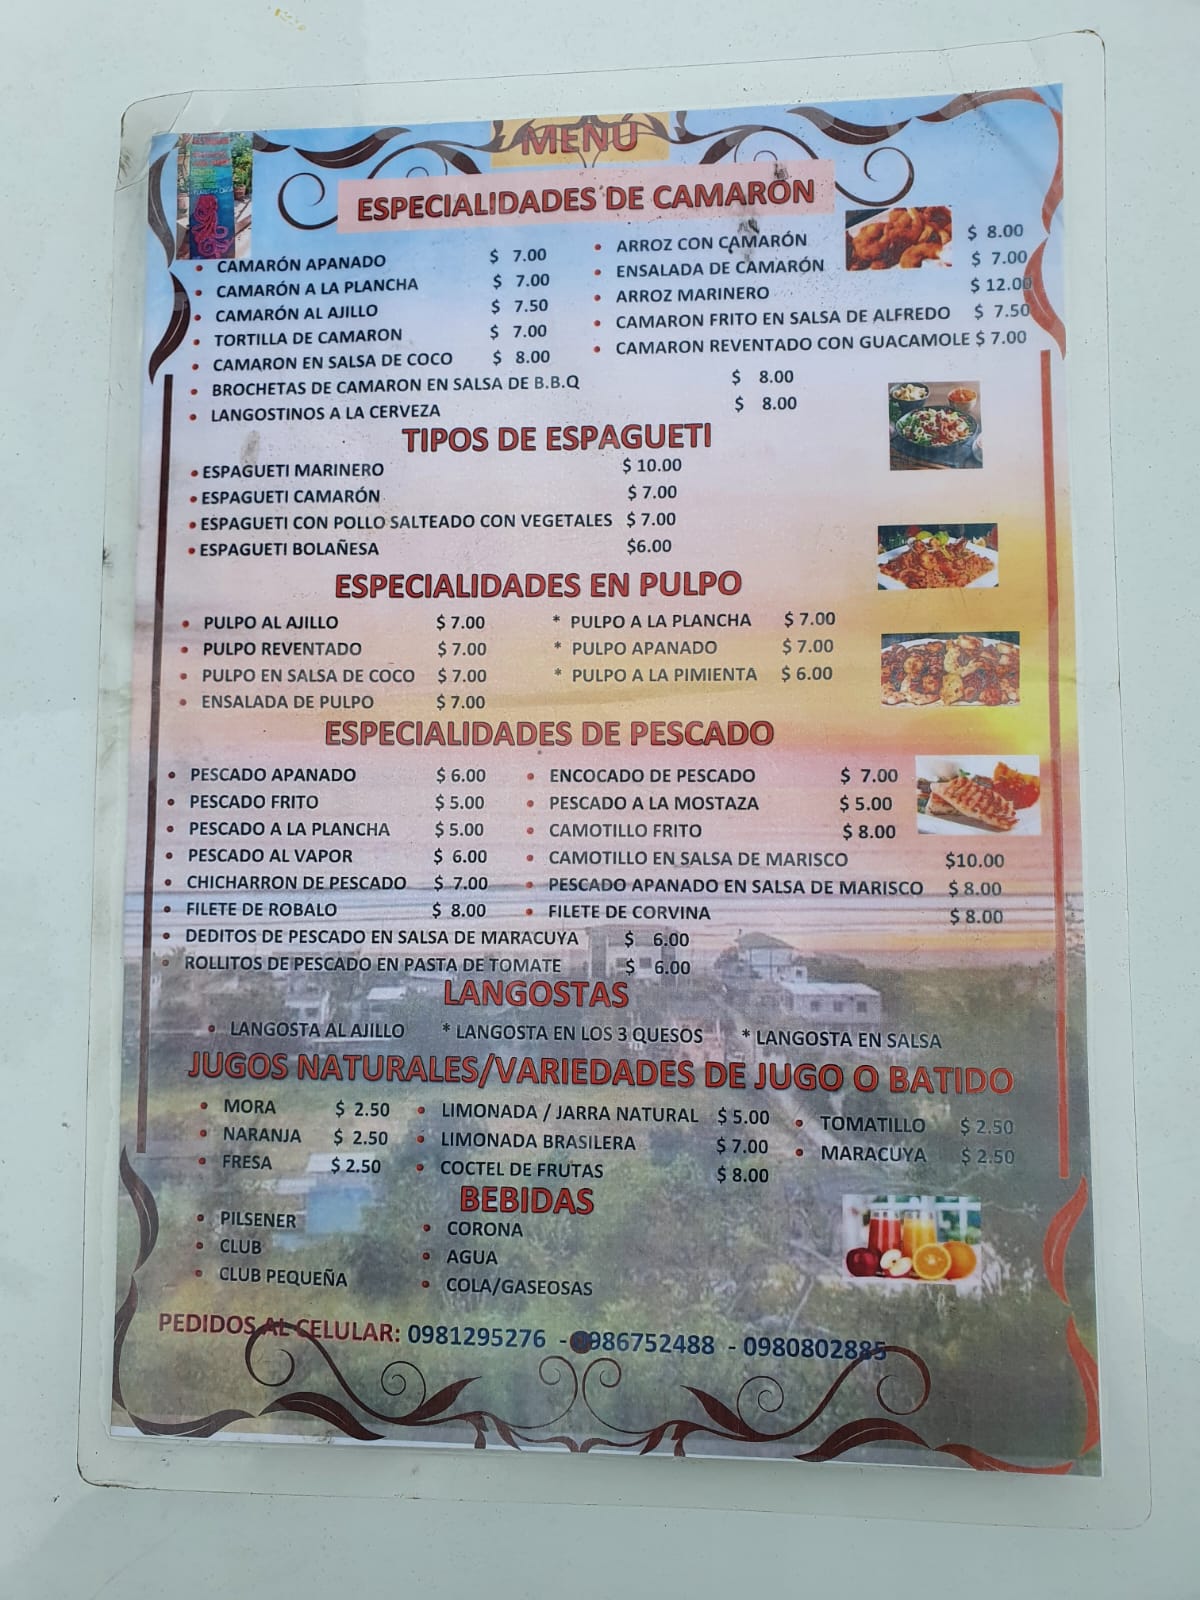 MENÚ
ESPECIALIDADES DE CAMARÓN
• CAMARÓN APANADO $ 7.00
• CAMARÓN A LA PLANCHA $ 7.00
• CAMARÓN AL AJILLO $ 7.50
• TORTILLA DE CAMARON $ 7.00
• CAMARON EN SALSA DE COCO $ 8.00
• BROCHETAS DE CAMARON EN SALSA DE B.B.Q $ 8.00
• LANGOSTINOS A LA CERVEZA $ 8.00
• ARROZ CON CAMARÓN $ 8.00
• ENSALADA DE CAMARÓN $ 7.00
• ARROZ MARINERO $ 12.00
• CAMARON FRITO EN SALSA DE ALFREDO $ 7.50
• CAMARON REVENTADO CON GUACAMOLE $ 7.00
TIPOS DE ESPAGUETI
• ESPAGUETI MARINERO $ 10.00
• ESPAGUETI CAMARÓN $ 7.00
• ESPAGUETI CON POLLO SALTEADO CON VEGETALES $ 7.00
• ESPAGUETI BOLAÑESA $6.00
ESPECIALIDADES EN PULPO
• PULPO AL AJILLO $ 7.00 * PULPO A LA PLANCHA $ 7.00
• PULPO REVENTADO $ 7.00 * PULPO APANADO $ 7.00
• PULPO EN SALSA DE COCO $ 7.00 * PULPO A LA PIMIENTA $ 6.00
• ENSALADA DE PULPO $ 7.00
ESPECIALIDADES DE PESCADO
• PESCADO APANADO $ 6.00 • ENCOCADO DE PESCADO $ 7.00
• PESCADO FRITO $ 5.00 • PESCADO A LA MOSTAZA $ 5.00
• PESCADO A LA PLANCHA $ 5.00 • CAMOTILLO FRITO $ 8.00
• PESCADO AL VAPOR $ 6.00 • CAMOTILLO EN SALSA DE MARISCO $10.00
• CHICHARRON DE PESCADO $ 7.00 • PESCADO APANADO EN SALSA DE MARISCO $ 8.00
• FILETE DE ROBALO $ 8.00 • FILETE DE CORVINA $ 8.00
• DEDITOS DE PESCADO EN SALSA DE MARACUYA $ 6.00
• ROLLITOS DE PESCADO EN PASTA DE TOMATE $ 6.00
LANGOSTAS
• LANGOSTA AL AJILLO * LANGOSTA EN LOS 3 QUESOS * LANGOSTA EN SALSA
JUGOS NATURALES/VARIEDADES DE JUGO O BATIDO
• MORA $ 2.50 • LIMONADA / JARRA NATURAL $ 5.00 • TOMATILLO $ 2.50
• NARANJA $ 2.50 • LIMONADA BRASILERA $ 7.00 • MARACUYA $ 2.50
• FRESA $ 2.50 • COCTEL DE FRUTAS $ 8.00
BEBIDAS
• PILSENER • CORONA
• CLUB • AGUA
• CLUB PEQUEÑA • COLA/GASEOSAS
PEDIDOS AL CELULAR: 0981295276 - 0986752488 - 0980802885